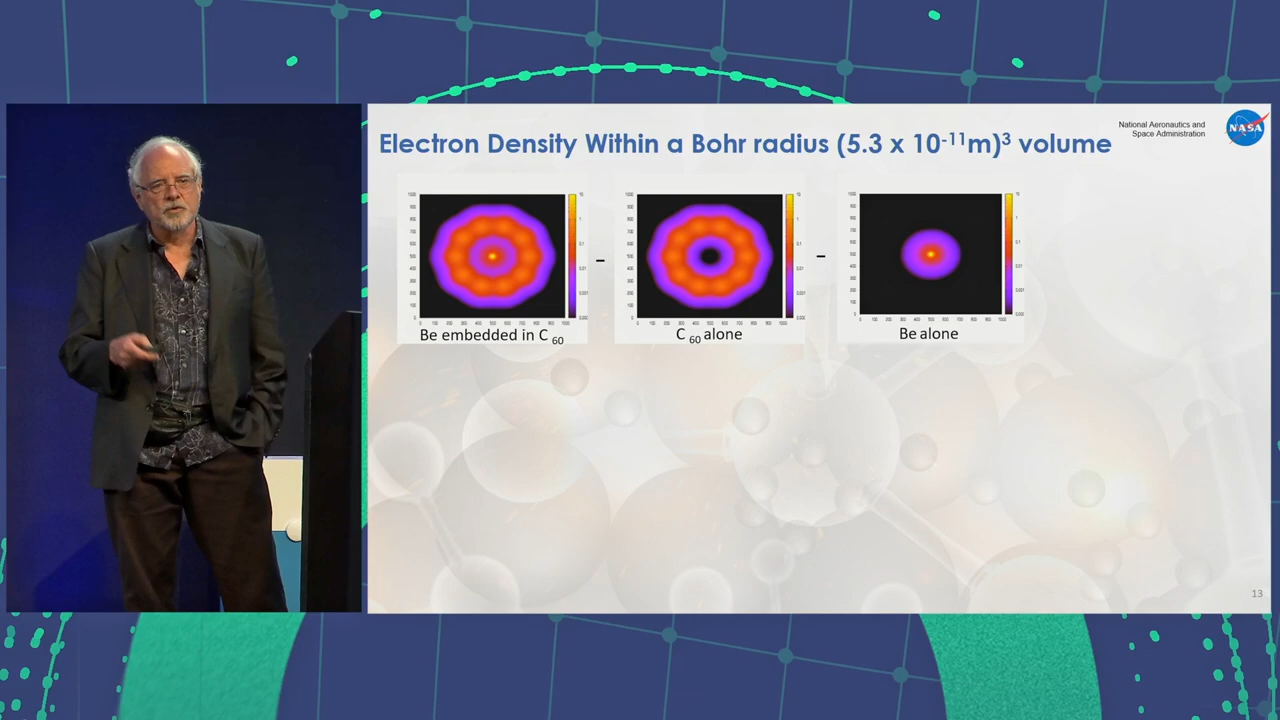 Electron Density Within a Bohr radius (5.3 x 10⁻¹¹m)³ volume
National Aeronautics and
Space Administration
NASA
-
-
Be embedded in C 60
C 60 alone
Be alone
13